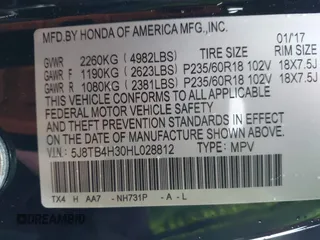 MFD.BY HONDA OF AMERICA MFG.,INC. 01/17
GVWR 2260KG (4982LBS) TIRE SIZE RIM SIZE
GAWR F 1190KG (2623LBS) P235/60R18 102V 18X7.5J
GAWR R 1080KG (2381LBS) P235/60R18 102V 18X7.5J
THIS VEHICLE CONFORMS TO ALL APPLICABLE
FEDERAL MOTOR VEHICLE SAFETY AND
THEFT PREVENTION STANDARDS IN EFFECT ON
THE DATE OF MANUFACTURE SHOWN ABOVE.
V.I.N.: 5J8TB4H30HL028812 TYPE: MPV
TX4 H AA7 - NH731P - A - L